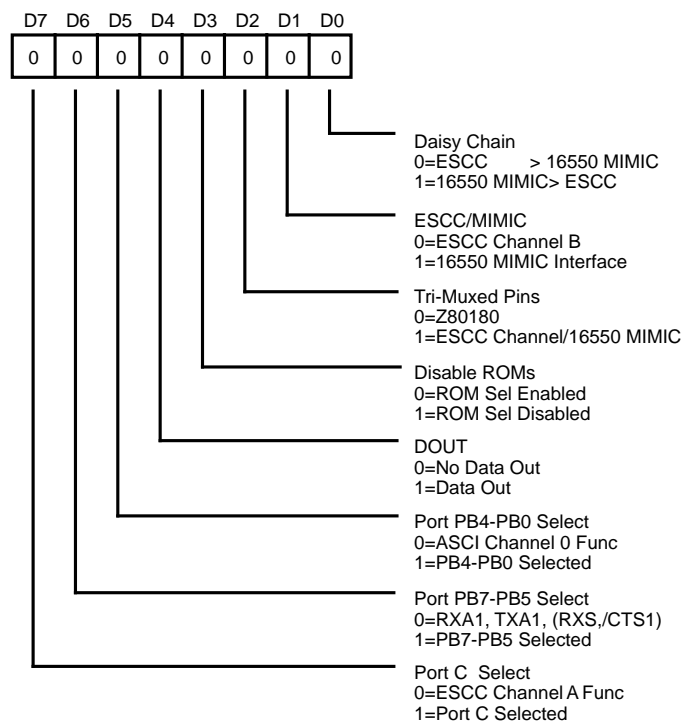 D7 D6 D5 D4 D3 D2 D1 D0
0 0 0 0 0 0 0 0
Daisy Chain
0=ESCC > 16550 MIMIC
1=16550 MIMIC> ESCC
ESCC/MIMIC
0=ESCC Channel B
1=16550 MIMIC Interface
Tri-Muxed Pins
0=Z80180
1=ESCC Channel/16550 MIMIC
Disable ROMs
0=ROM Sel Enabled
1=ROM Sel Disabled
DOUT
0=No Data Out
1=Data Out
Port PB4-PB0 Select
0=ASCI Channel 0 Func
1=PB4-PB0 Selected
Port PB7-PB5 Select
0=RXA1, TXA1, (RXS,/CTS1)
1=PB7-PB5 Selected
Port C Select
0=ESCC Channel A Func
1=Port C Selected